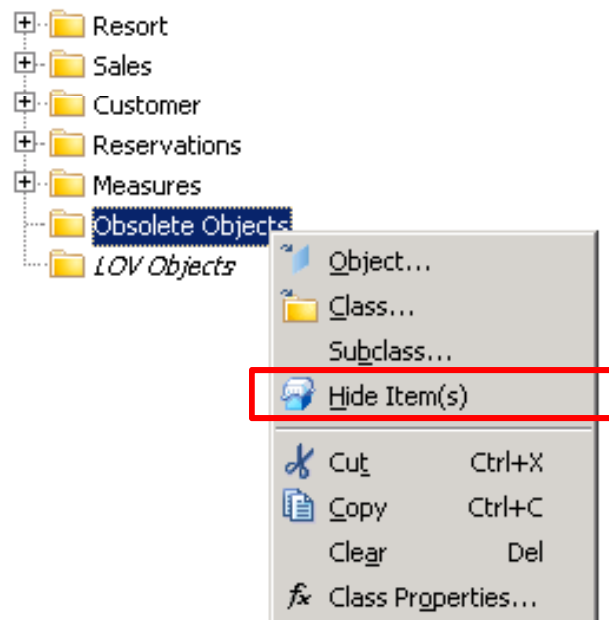 Resort
Sales
Customer
Reservations
Measures
Obsolete Objects
LOV Objects
Object...
Class...
Subclass...
Hide Item(s)
Cut Ctrl+X
Copy Ctrl+C
Clear Del
fx Class Properties...